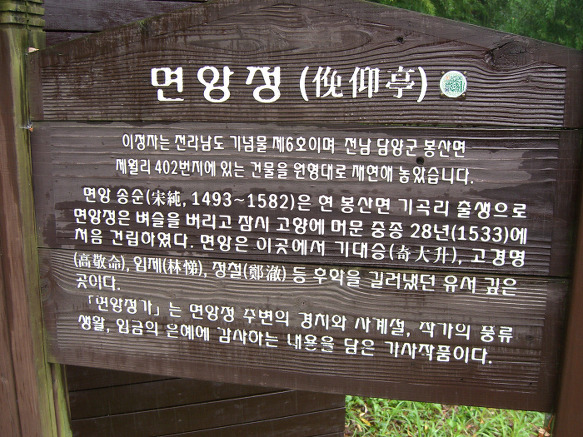 면앙정 (俛仰亭)
이정자는 전라남도 기념물 제6호이며 전남 담양군 봉산면
제월리 402번지에 있는 건물을 원형대로 재연해 놓았습니다.
면앙 송순(宋純, 1493~1582)은 현 봉산면 기곡리 출생으로
면앙정은 벼슬을 버리고 잠시 고향에 머문 중종 28년(1533)에
처음 건립하였다. 면앙은 이곳에서 기대승(奇大升), 고경명
(高敬命), 임제(林悌), 정철(鄭澈) 등 후학을 길러냈던 유서 깊은
곳이다.
「면앙정가」는 면앙정 주변의 경치와 사계절, 작가의 풍류
생활, 임금의 은혜에 감사하는 내용을 담은 가사작품이다.